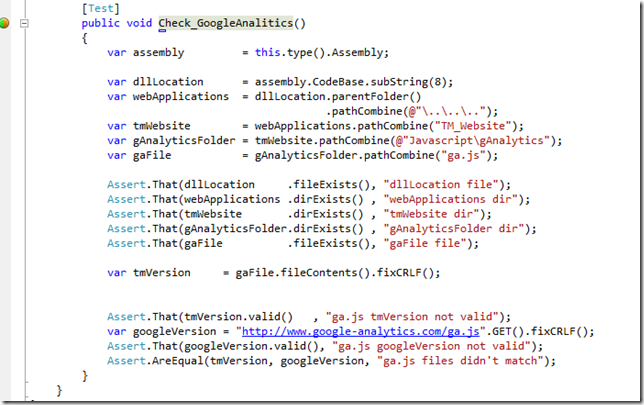 [Test]
public void Check_GoogleAnalitics()
{
var assembly = this.type().Assembly;
var dllLocation = assembly.CodeBase.subString(8);
var webApplications = dllLocation.parentFolder()
.pathCombine(@"\..\..\..");
var tmWebsite = webApplications.pathCombine("TM_Website");
var gAnalyticsFolder = tmWebsite.pathCombine(@"Javascript\gAnalytics");
var gaFile = gAnalyticsFolder.pathCombine("ga.js");
Assert.That(dllLocation .fileExists(), "dllLocation file");
Assert.That(webApplications .dirExists() , "webApplications dir");
Assert.That(tmWebsite .dirExists() , "tmWebsite dir");
Assert.That(gAnalyticsFolder.dirExists() , "gAnalyticsFolder dir");
Assert.That(gaFile .fileExists(), "gaFile file");
var tmVersion = gaFile.fileContents().fixCRLF();
Assert.That(tmVersion.valid() , "ga.js tmVersion not valid");
var googleVersion = "http://www.google-analytics.com/ga.js".GET().fixCRLF();
Assert.That(googleVersion.valid(), "ga.js googleVersion not valid");
Assert.AreEqual(tmVersion, googleVersion, "ga.js files didn't match");
}
}